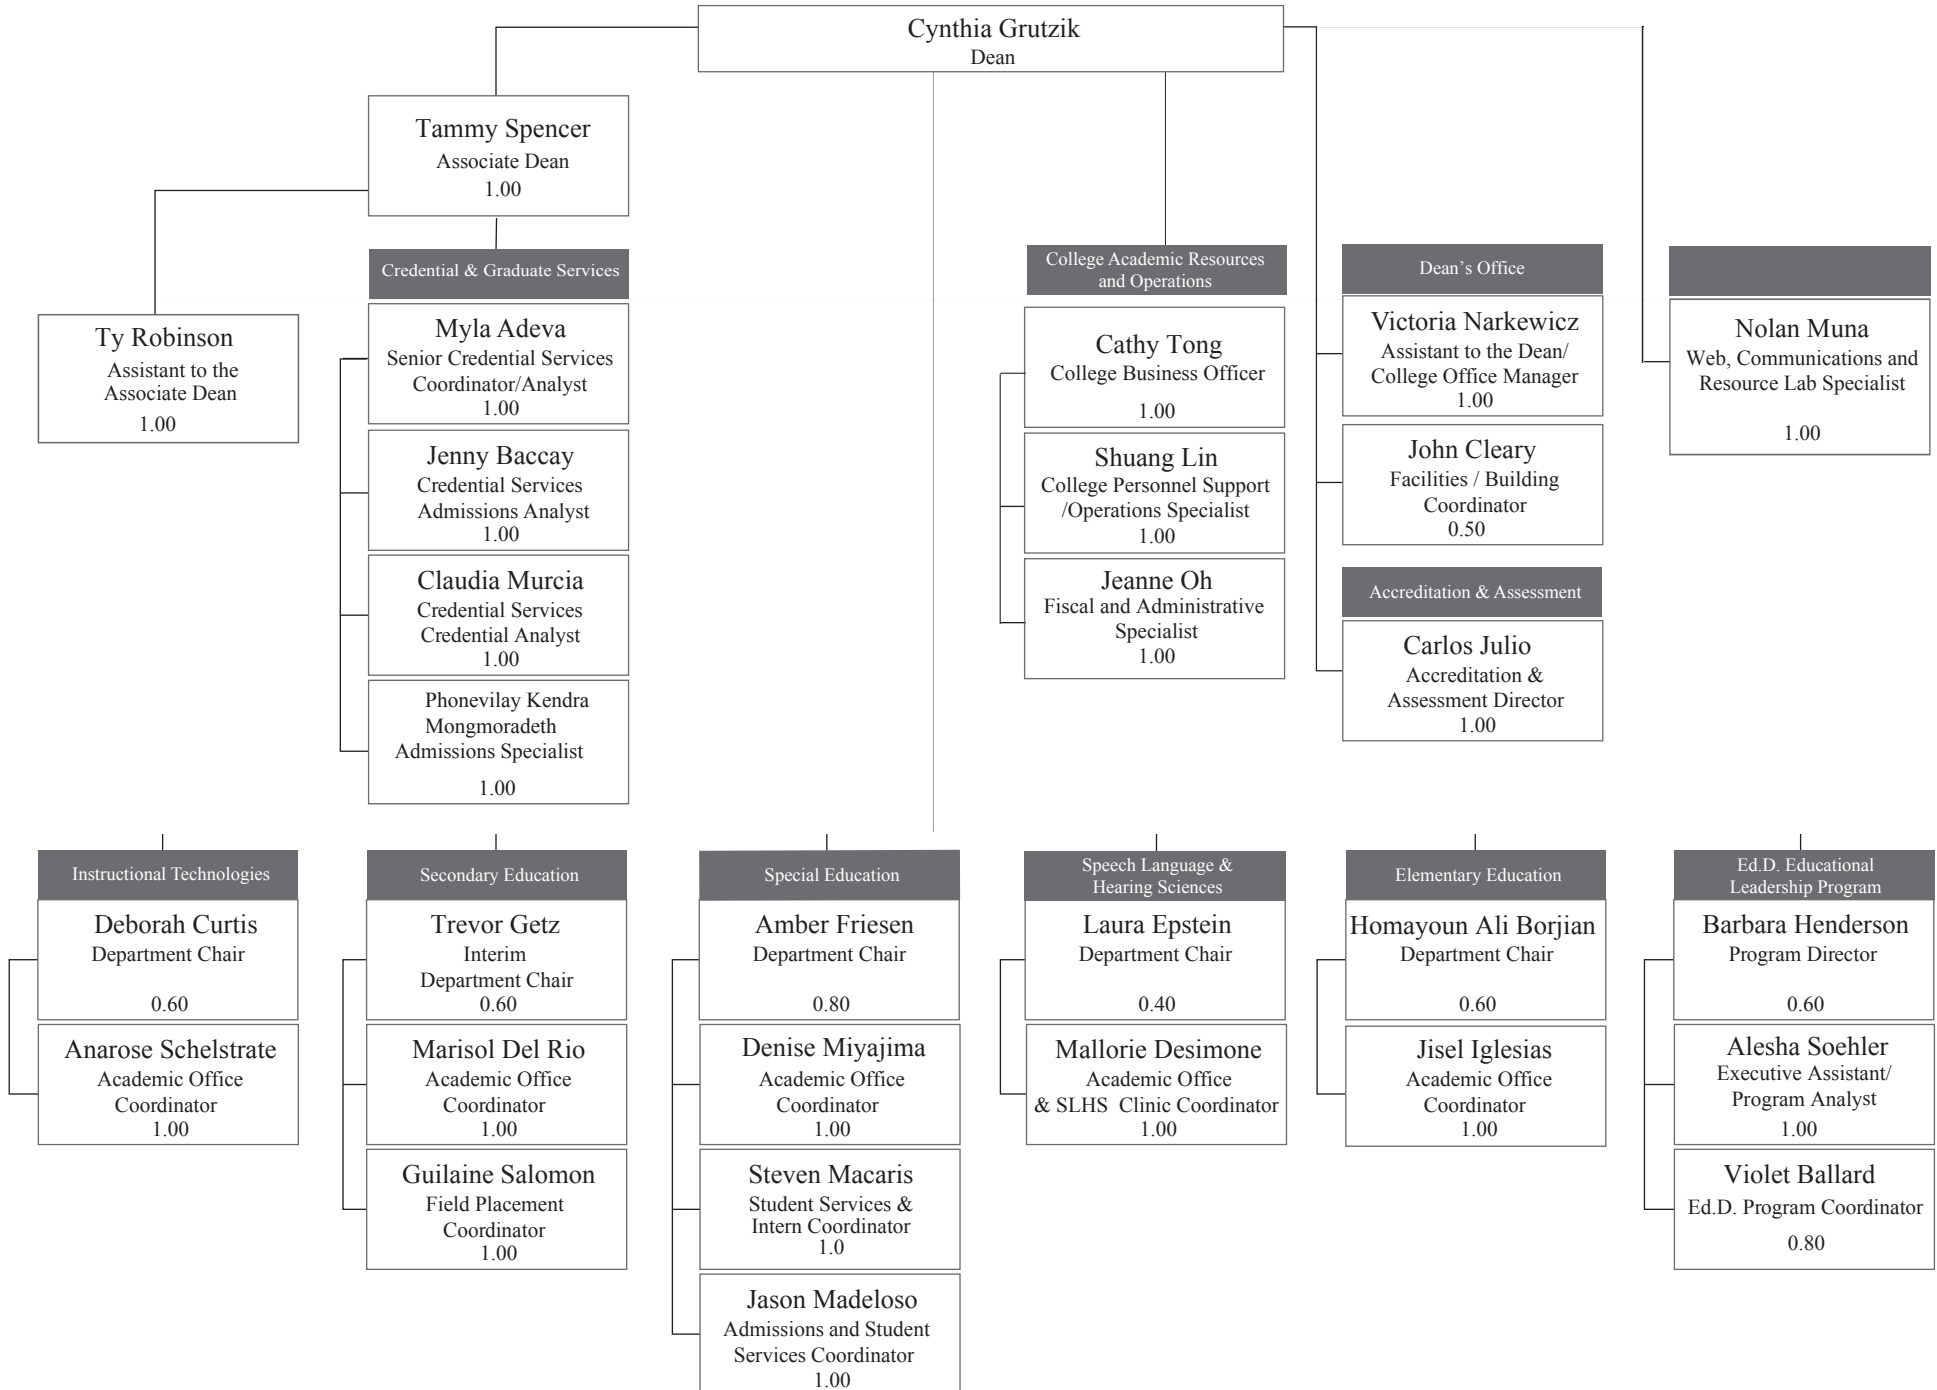 Cynthia Grutzik
Dean
Tammy Spencer
Associate Dean
1.00
Ty Robinson
Assistant to the
Associate Dean
1.00
Credential & Graduate Services
Myla Adeva
Senior Credential Services
Coordinator/Analyst
1.00
Jenny Baccay
Credential Services
Admissions Analyst
1.00
Claudia Murcia
Credential Services
Credential Analyst
1.00
Phonevilay Kendra
Mongmoradeth
Admissions Specialist
1.00
College Academic Resources
and Operations
Cathy Tong
College Business Officer
1.00
Shuang Lin
College Personnel Support
/Operations Specialist
1.00
Jeanne Oh
Fiscal and Administrative
Specialist
1.00
Dean's Office
Victoria Narkewicz
Assistant to the Dean/
College Office Manager
1.00
John Cleary
Facilities / Building
Coordinator
0.50
Accreditation & Assessment
Carlos Julio
Accreditation &
Assessment Director
1.00
Nolan Muna
Web, Communications and
Resource Lab Specialist
1.00
Instructional Technologies
Deborah Curtis
Department Chair
0.60
Anarose Schelstrate
Academic Office
Coordinator
1.00
Secondary Education
Trevor Getz
Interim
Department Chair
0.60
Marisol Del Rio
Academic Office
Coordinator
1.00
Guilaine Salomon
Field Placement
Coordinator
1.00
Special Education
Amber Friesen
Department Chair
0.80
Denise Miyajima
Academic Office
Coordinator
1.00
Steven Macaris
Student Services &
Intern Coordinator
1.0
Jason Madeloso
Admissions and Student
Services Coordinator
1.00
Speech Language &
Hearing Sciences
Laura Epstein
Department Chair
0.40
Mallorie Desimone
Academic Office
& SLHS Clinic Coordinator
1.00
Elementary Education
Homayoun Ali Borjian
Department Chair
0.60
Jisel Iglesias
Academic Office
Coordinator
1.00
Ed.D. Educational
Leadership Program
Barbara Henderson
Program Director
0.60
Alesha Soehler
Executive Assistant/
Program Analyst
1.00
Violet Ballard
Ed.D. Program Coordinator
0.80